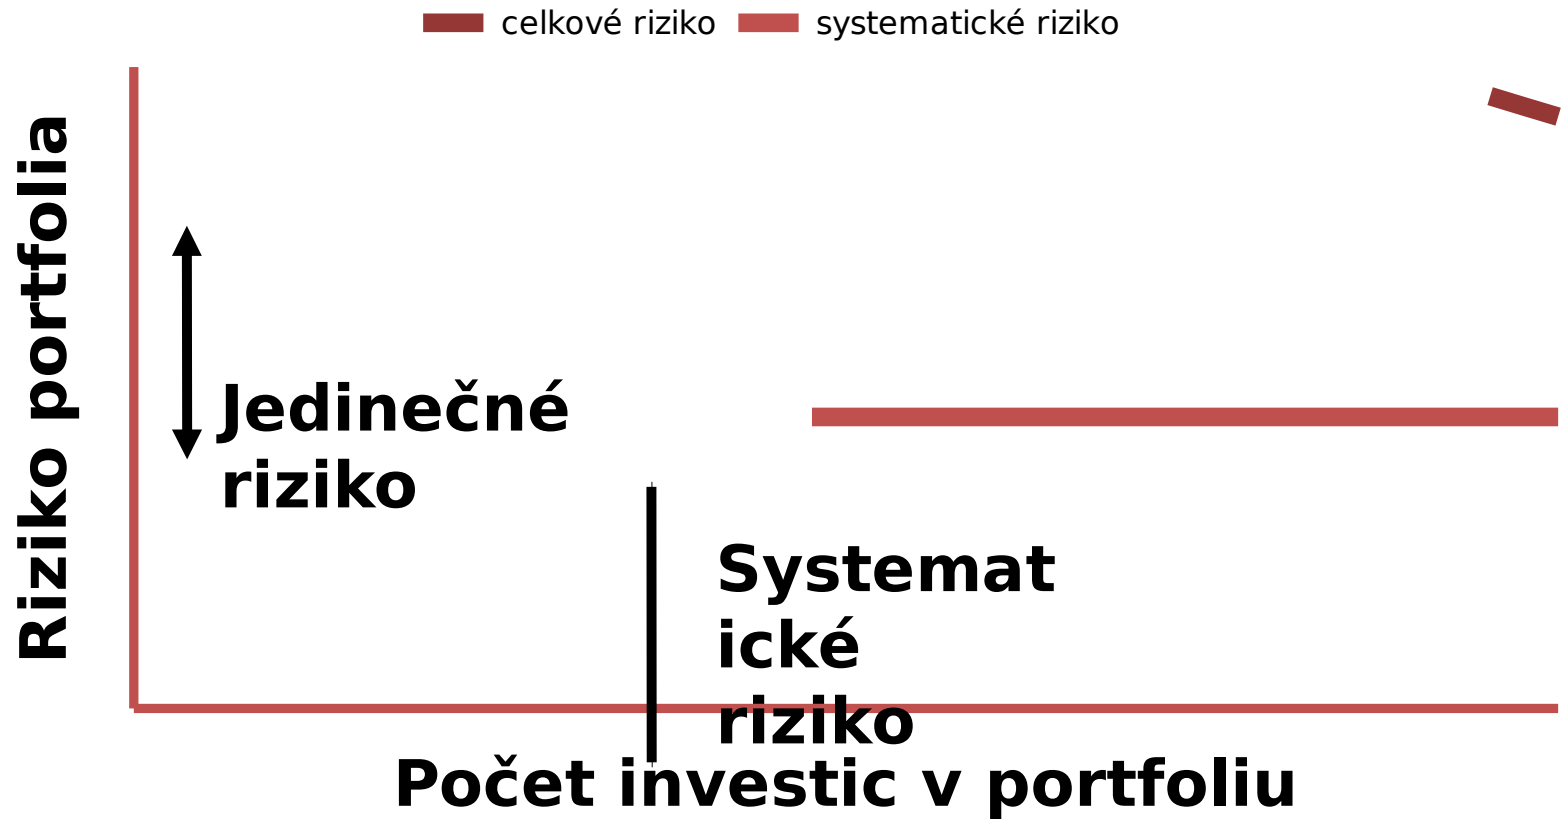 celkové riziko systematické riziko
Riziko portfolia
Jedinečné
riziko
Systemat
ické
riziko
Počet investic v portfoliu